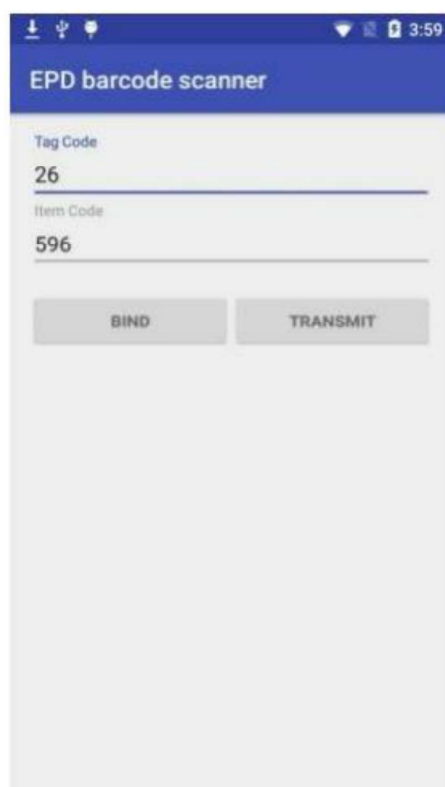 3:59
EPD barcode scanner
Tag Code
26
Item Code
596
BIND TRANSMIT